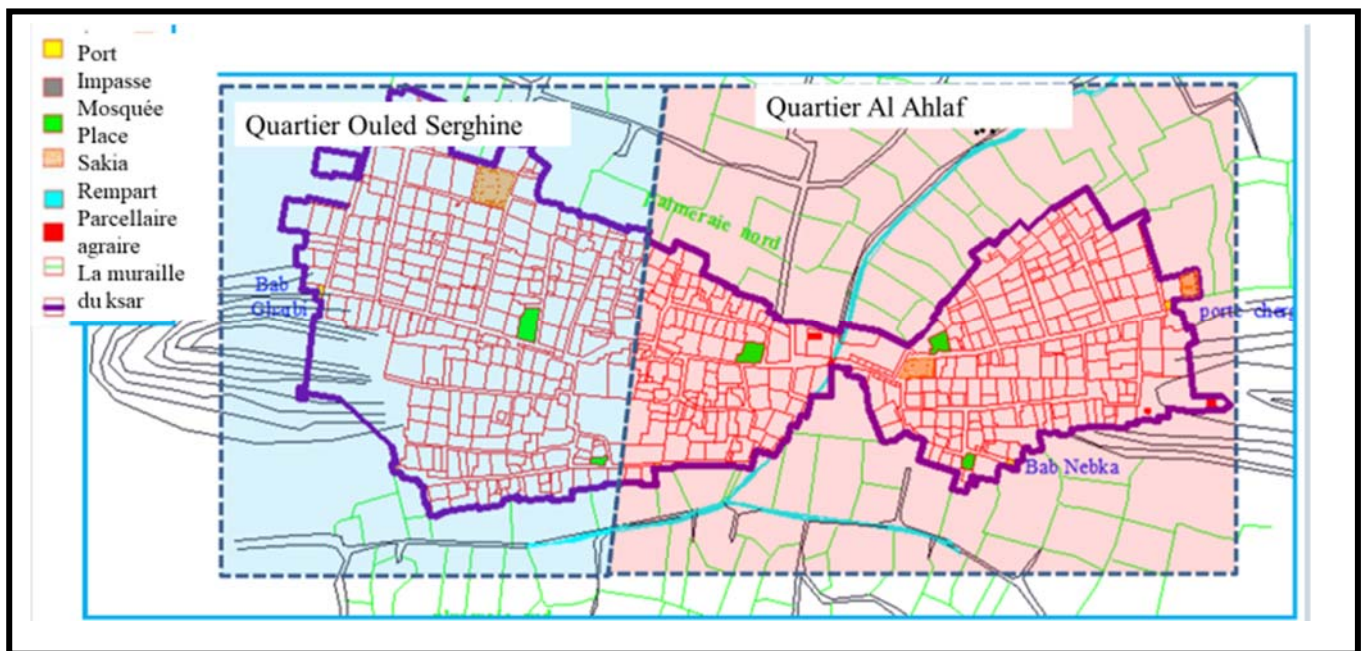 Port
Impasse
Mosquée
Place
Sakia
Rempart
Parcellaire
agraire
La muraille
du ksar
Quartier Ouled Serghine
Quartier Al Ahlaf
Palmeraie nord
Bab
Gharbi
porte cherg
Bab Nebka